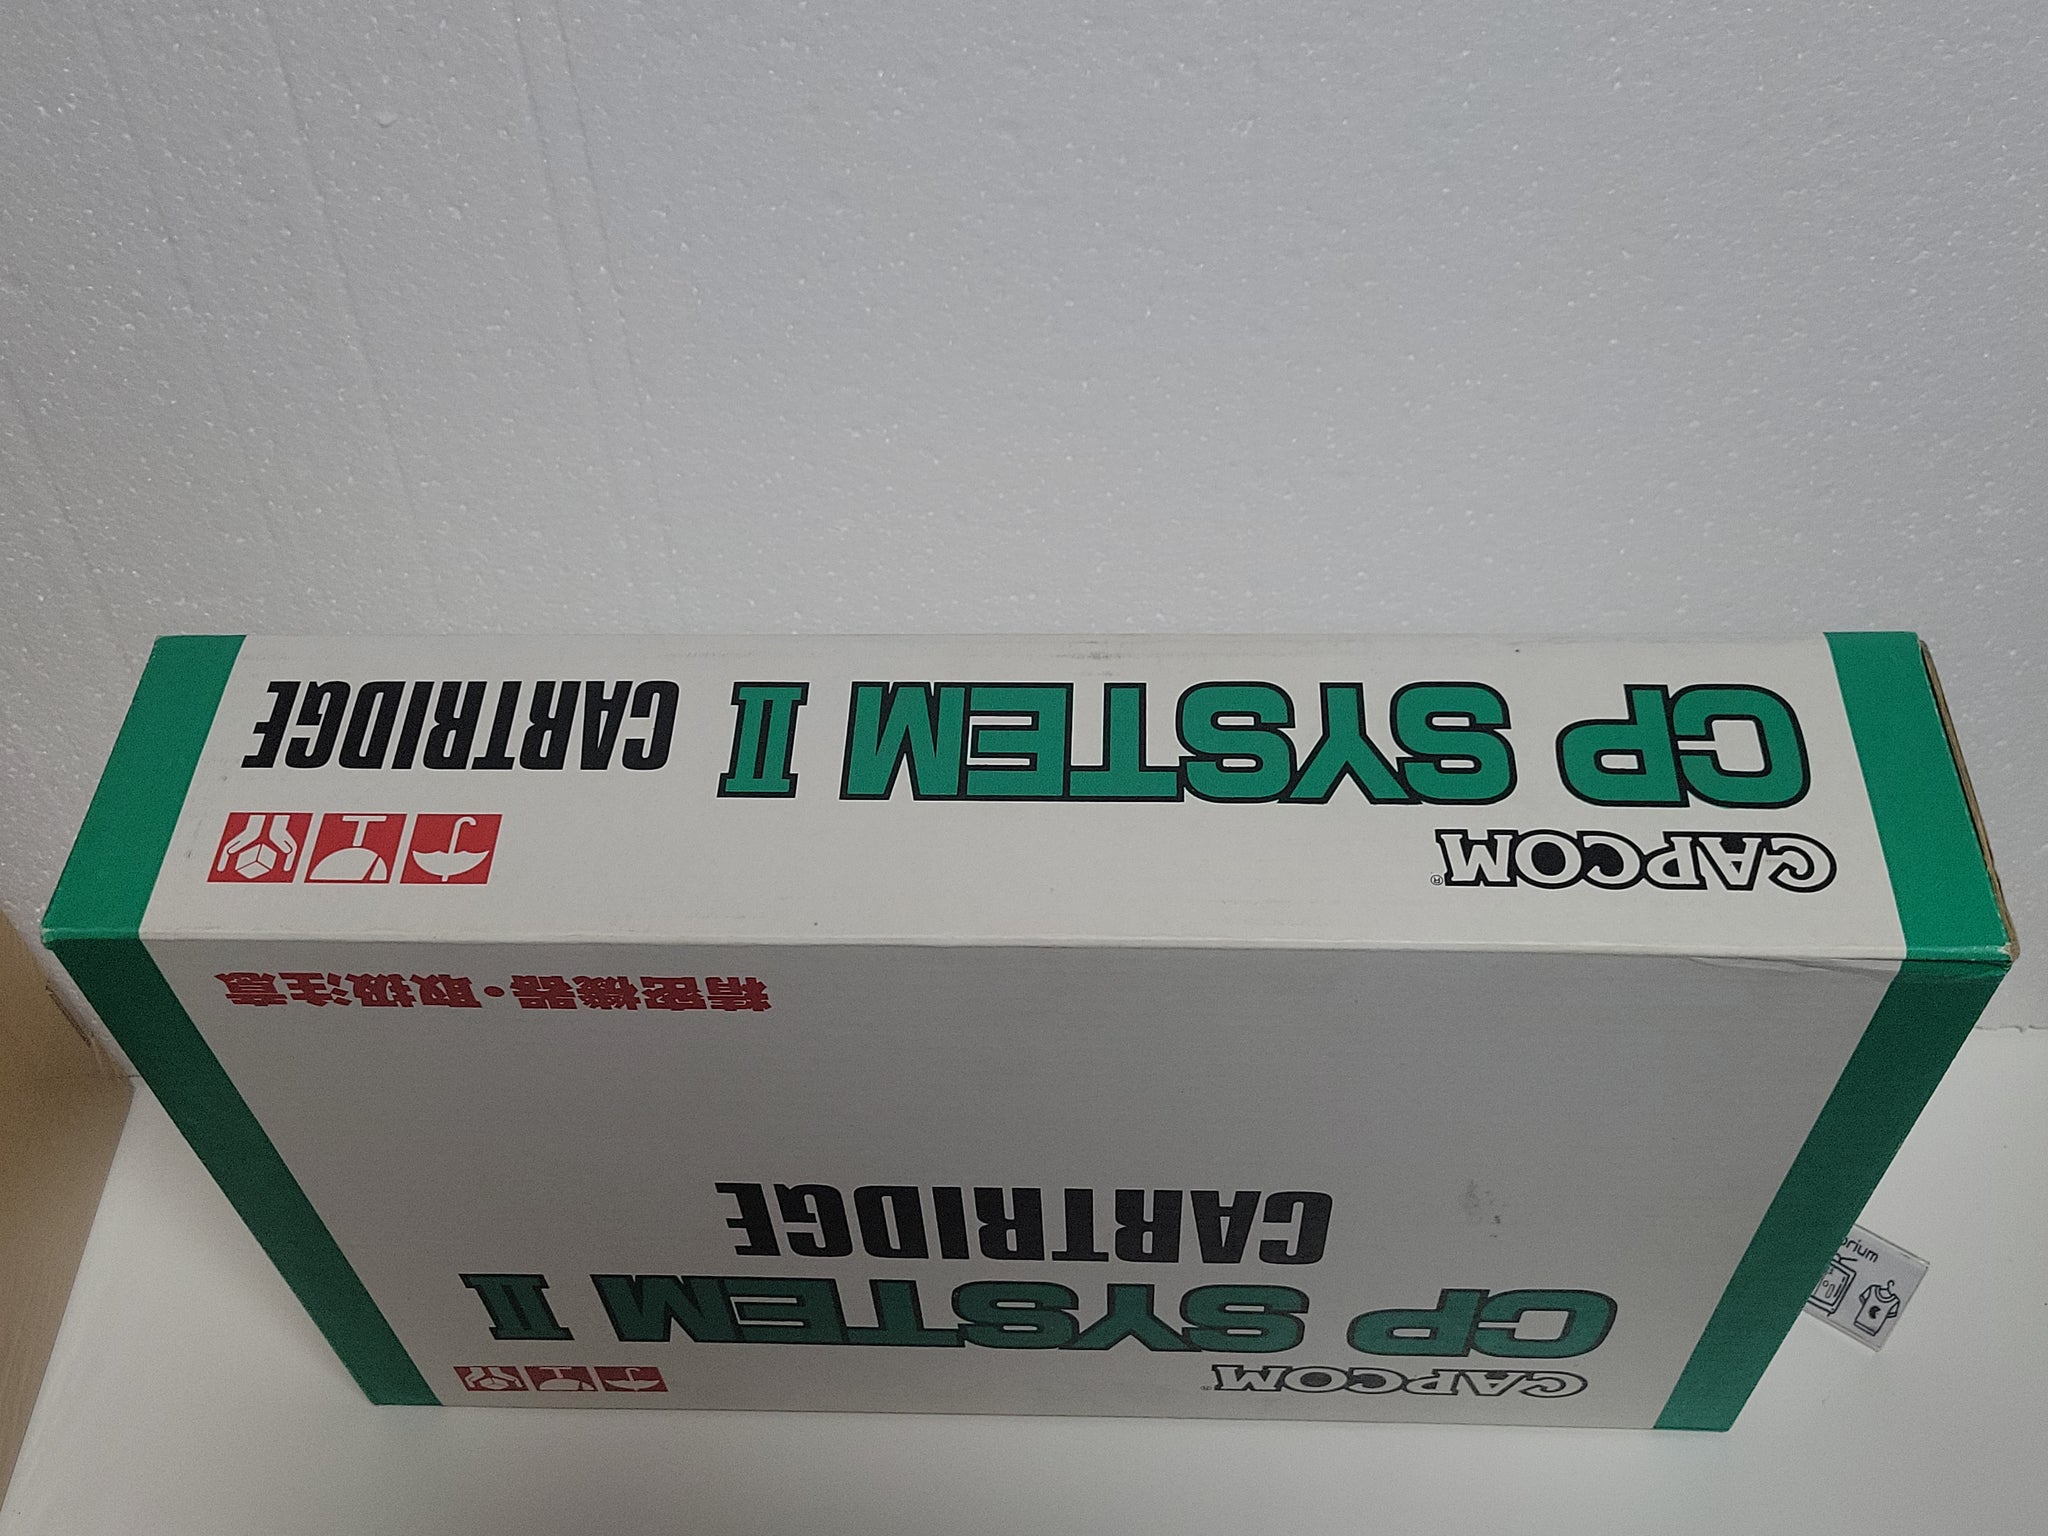 CAPCOM®
CP SYSTEM II CARTRIDGE
CAPCOM®
CP SYSTEM II
CARTRIDGE
精密機器・取扱注意